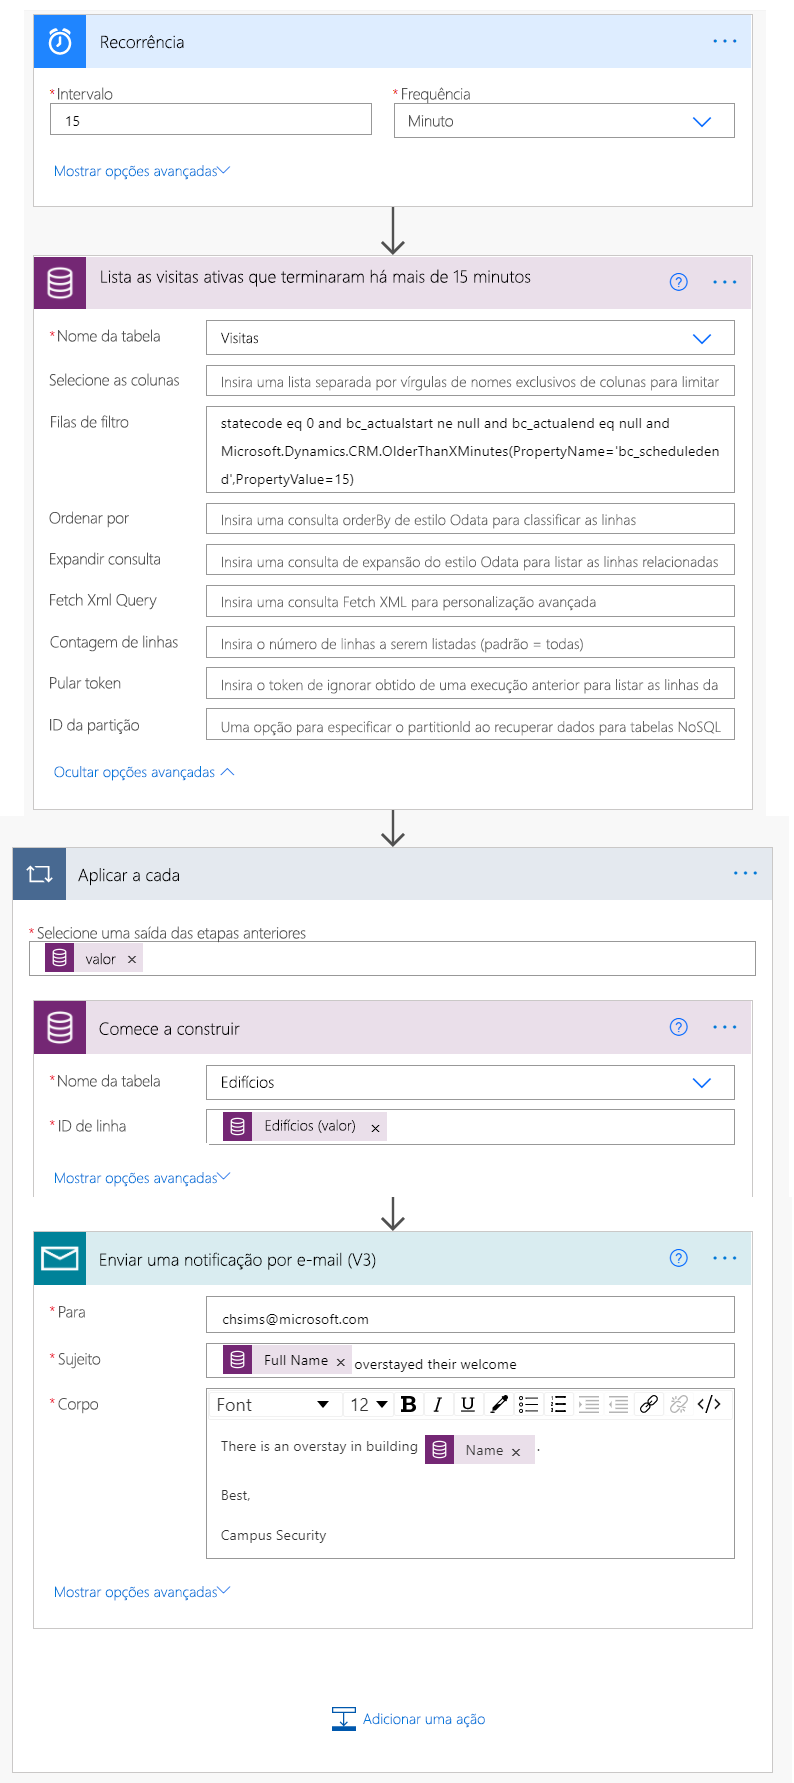 Recorrência
* Intervalo
* Frequência
15
Minuto
Mostrar opções avançadas
Lista as visitas ativas que terminaram há mais de 15 minutos
* Nome da tabela
Visitas
Selecione as colunas
Insira uma lista separada por vírgulas de nomes exclusivos de colunas para limitar
Filas de filtro
statecode eq 0 and bc_actualstart ne null and bc_actualend eq null and
Microsoft.Dynamics.CRM.OlderThanXMinutes(PropertyName='bc_scheduleden
d',PropertyValue=15)
Ordenar por
Insira uma consulta orderBy de estilo Odata para classificar as linhas
Expandir consulta
Insira uma consulta de expansão do estilo Odata para listar as linhas relacionadas
Fetch Xml Query
Insira uma consulta Fetch XML para personalização avançada
Contagem de linhas
Insira o número de linhas a serem listadas (padrão = todas)
Pular token
Insira o token de ignorar obtido de uma execução anterior para listar as linhas da
ID da partição
Uma opção para especificar o partitionId ao recuperar dados para tabelas NoSQL
Ocultar opções avançadas
Aplicar a cada
* Selecione uma saída das etapas anteriores
valor ×
Comece a construir
* Nome da tabela
Edifícios
* ID de linha
Edifícios (valor) ×
Mostrar opções avançadas
Enviar uma notificação por e-mail (V3)
* Para
chsims@microsoft.com
* Sujeito
Full Name × overstayed their welcome
* Corpo
Font 12 B I U </>
There is an overstay in building Name × .
Best,
Campus Security
Mostrar opções avançadas
Adicionar uma ação